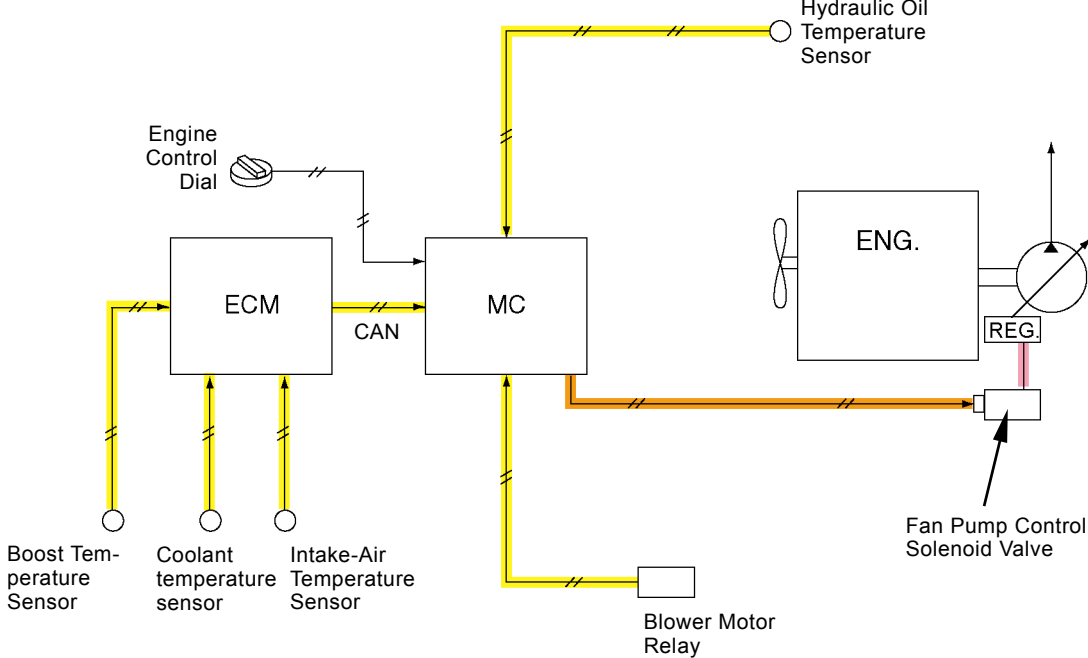 Hydraulic Oil
Temperature
Sensor
Engine
Control
Dial
ENG.
ECM
MC
CAN
REG.
Boost Tem-
perature
Sensor
Coolant
temperature
sensor
Intake-Air
Temperature
Sensor
Fan Pump Control
Solenoid Valve
Blower Motor
Relay